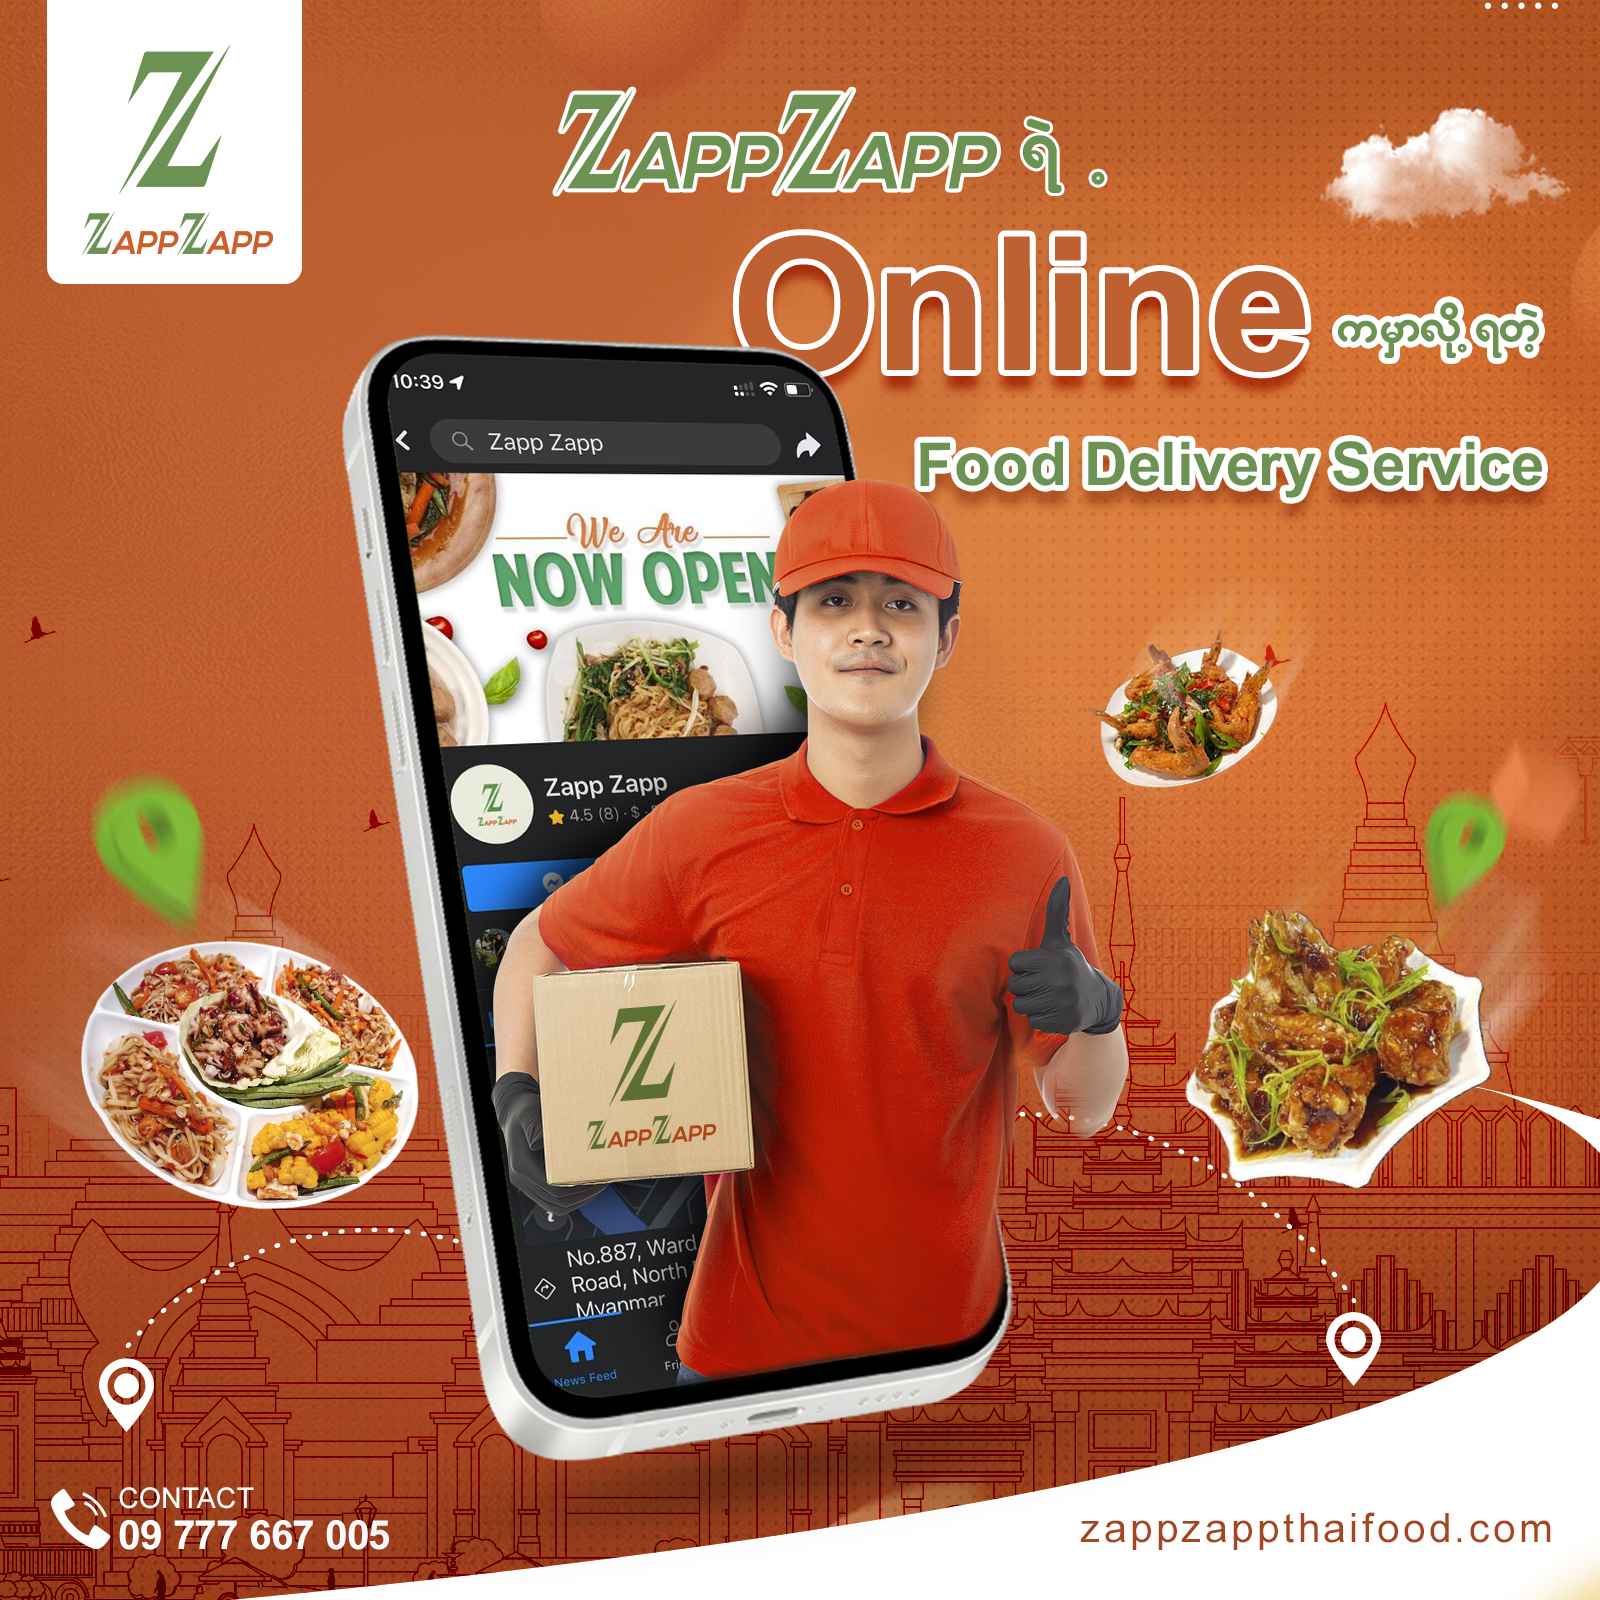 Z
ZAPPZAPP
ZAPPZAPP ရဲ့
Online ကမှာလို့ရတဲ့
Food Delivery Service
10:39
Zapp Zapp
We Are
NOW OPEN
Z
ZAPPZAPP
Zapp Zapp
4.5 (8) · $ ·
Z
ZAPPZAPP
No.887, Ward
Road, North
Myanmar
News Feed
CONTACT
09 777 667 005
zappzappthaifood.com